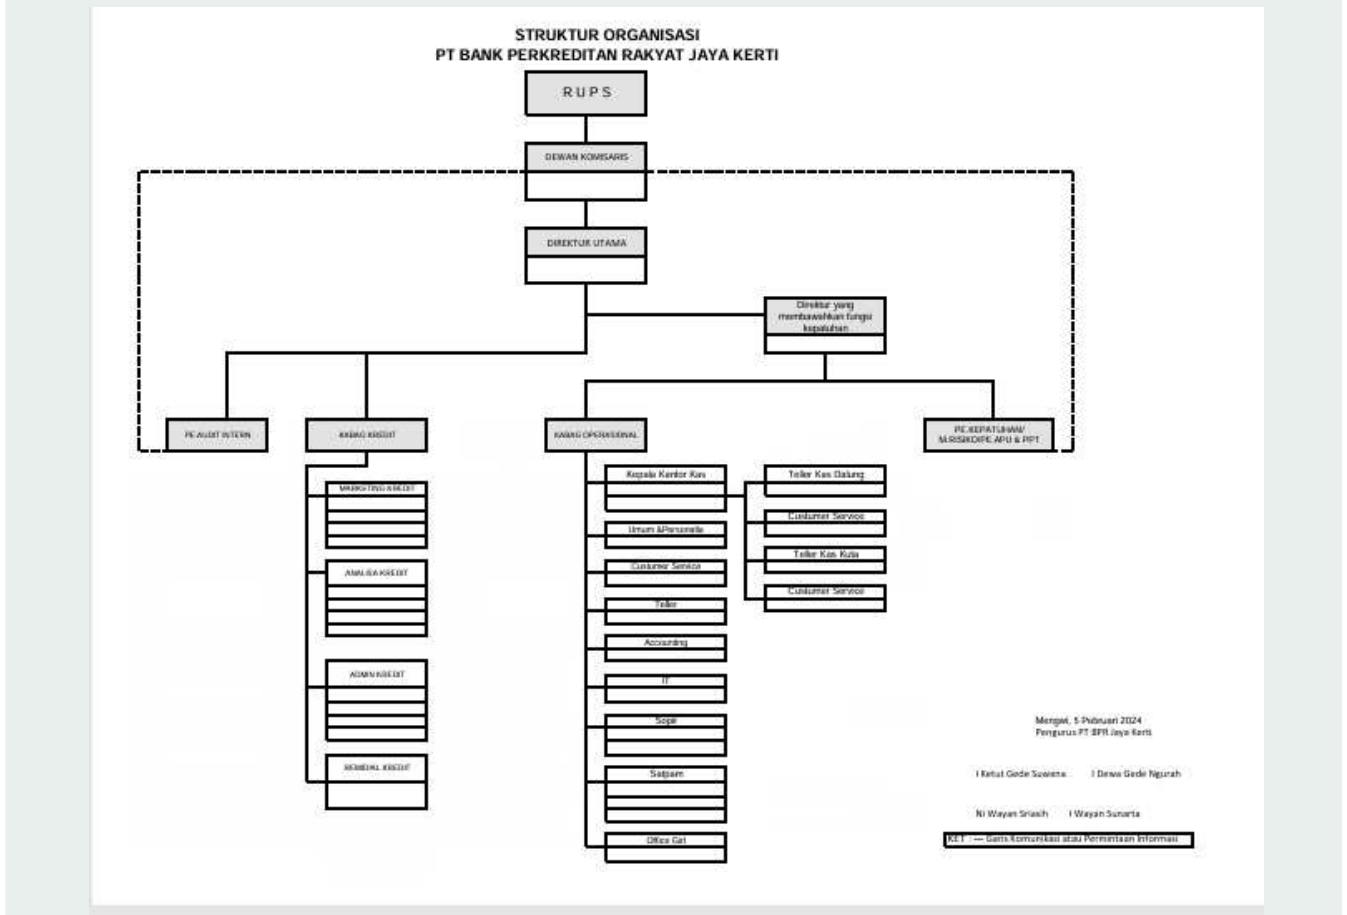 STRUKTUR ORGANISASI
PT BANK PERKREDITAN RAKYAT JAYA KERTI
R U P S
DEWAN KOMISARIS
DIREKTUR UTAMA
Direktur yang
membawahkan fungsi
kepatuhan
PE AUDIT INTERN
KABAG KREDIT
KABAG OPERASIONAL
PE.KEPATUHAN/
M.RISIKO/PE APU & PPT
MARKETING KREDIT
ANALISA KREDIT
ADMIN KREDIT
REMIDIAL KREDIT
Kepala Kantor Kas
Umum &Personalia
Custumer Service
Teller
Accounting
IT
Sopir
Satpam
Office Girl
Teller Kas Dalung
Custumer Service
Teller Kas Kuta
Custumer Service
Mengwi, 5 Pebruari 2024
Pengurus PT BPR Jaya Kerti
I Ketut Gede Suwena I Dewa Gede Ngurah
Ni Wayan Sriasih I Wayan Sunarta
KET : --- Garis Komunikasi atau Permintaan Informasi